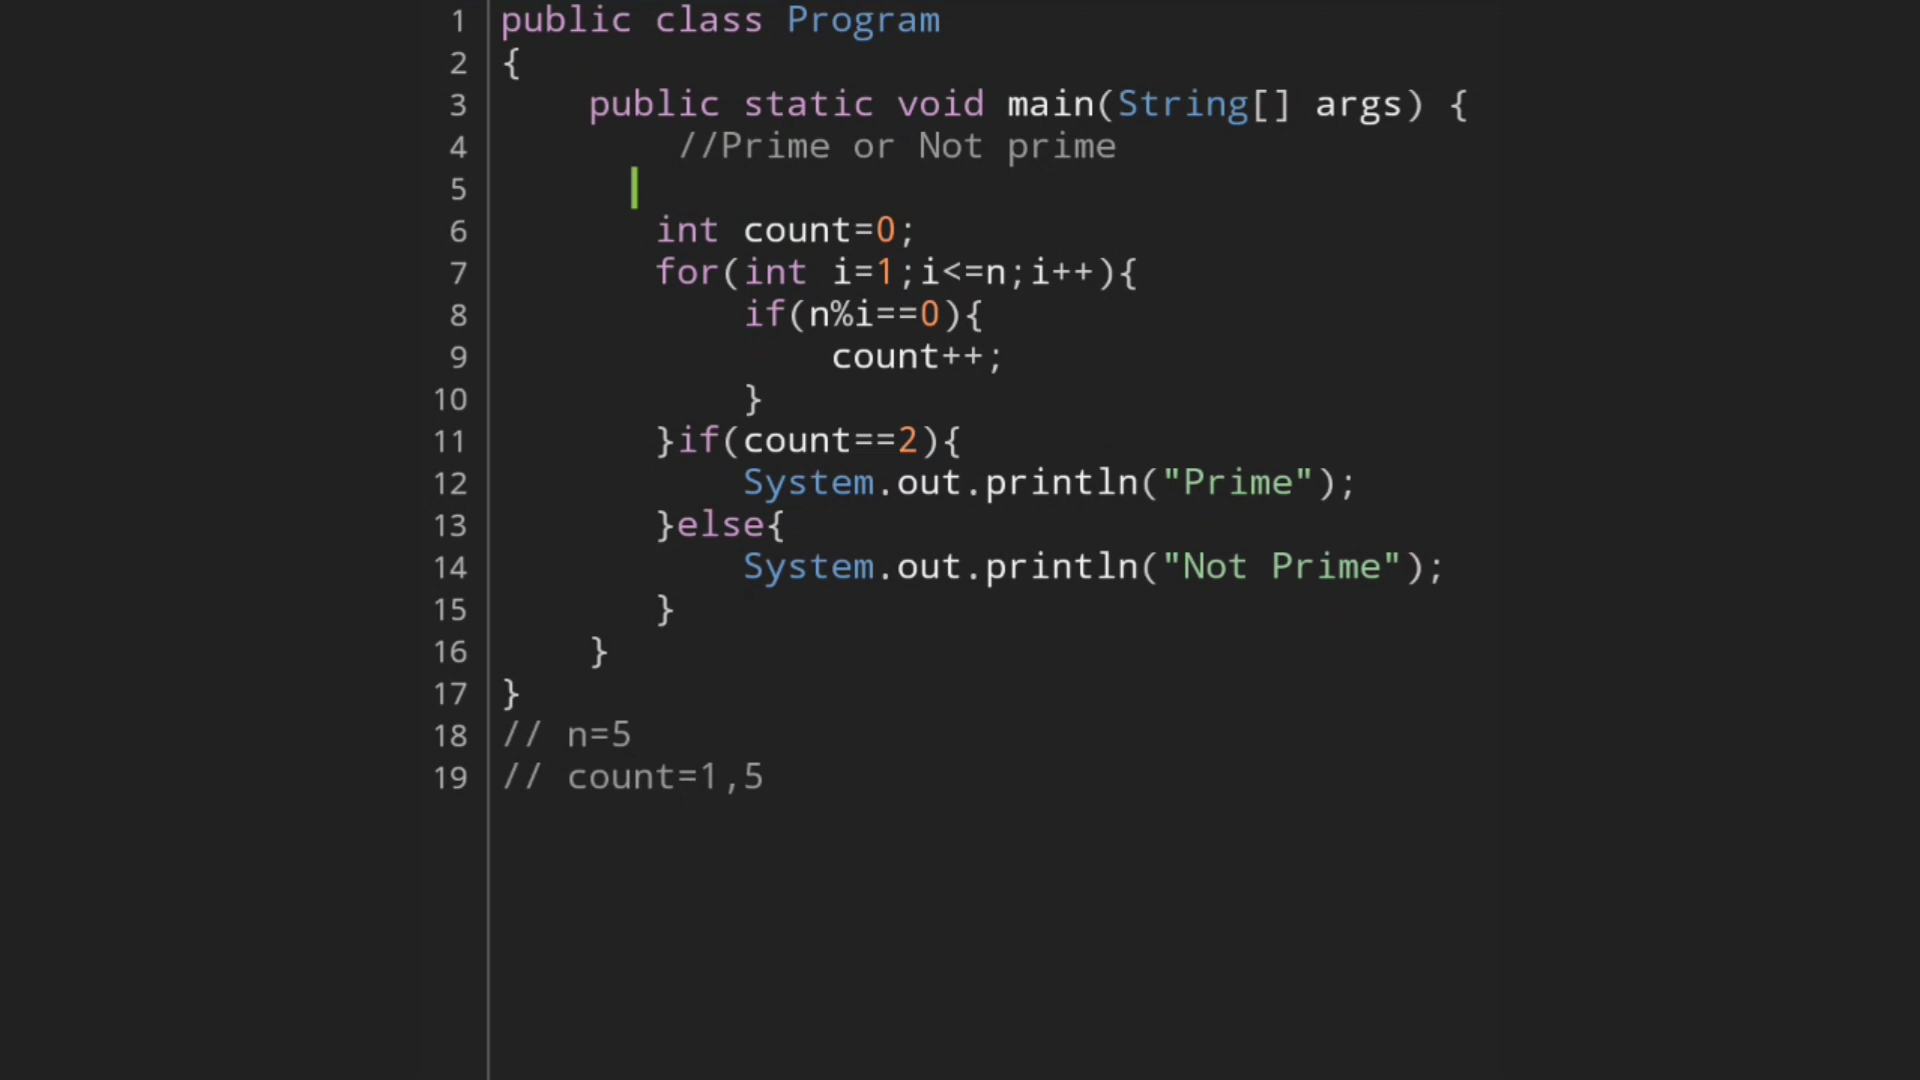 1 public class Program
2 {
3 public static void main(String[] args) {
4 //Prime or Not prime
5
6 int count=0;
7 for(int i=1;i<=n;i++){
8 if(n%i==0){
9 count++;
10 }
11 }if(count==2){
12 System.out.println("Prime");
13 }else{
14 System.out.println("Not Prime");
15 }
16 }
17 }
18 // n=5
19 // count=1,5